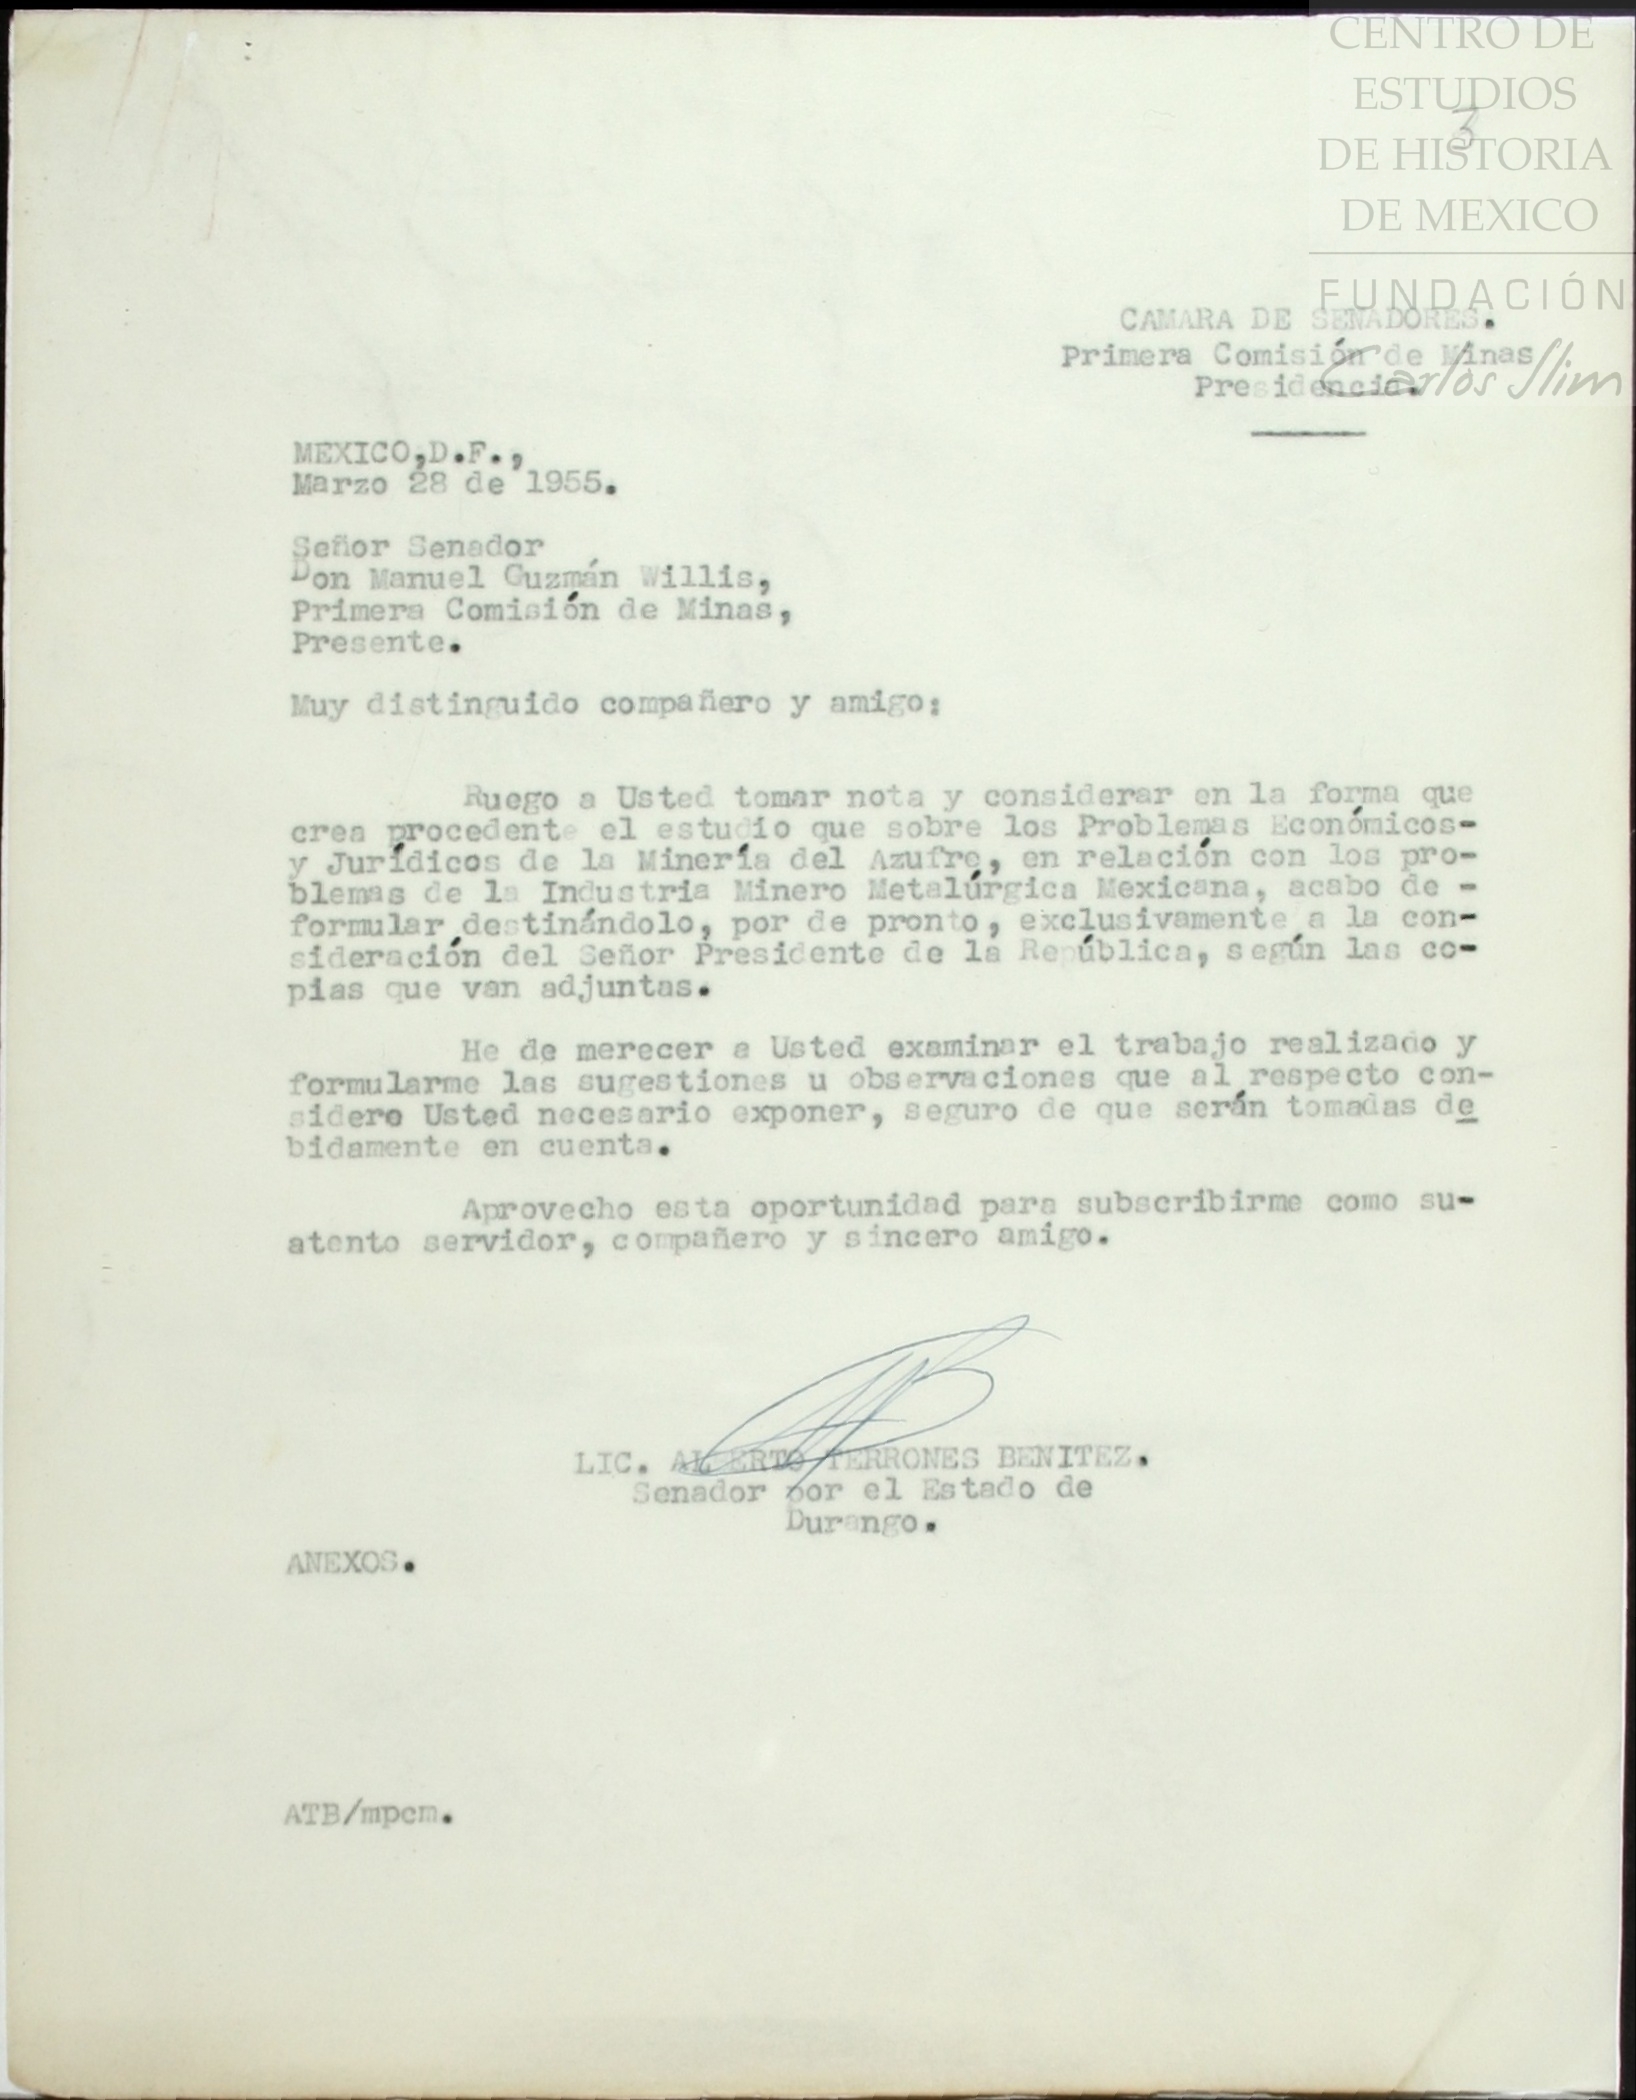 CENTRO DE
ESTUDIOS
DE HISTORIA
DE MEXICO
FUNDACIÓN
Carlos Slim
3
CAMARA DE SENADORES.
Primera Comisión de Minas
Presidencia.
MEXICO,D.F.,
Marzo 28 de 1955.
Señor Senador
Don Manuel Guzmán Willis,
Primera Comisión de Minas,
Presente.
Muy distinguido compañero y amigo:
Ruego a Usted tomar nota y considerar en la forma que
crea procedente el estudio que sobre los Problemas Económicos-
y Jurídicos de la Minería del Azufre, en relación con los pro-
blemas de la Industria Minero Metalúrgica Mexicana, acabo de -
formular destinándolo, por de pronto, exclusivamente a la con-
sideración del Señor Presidente de la República, según las co-
pias que van adjuntas.
He de merecer a Usted examinar el trabajo realizado y
formularme las sugestiones u observaciones que al respecto con-
sidere Usted necesario exponer, seguro de que serán tomadas de
bidamente en cuenta.
Aprovecho esta oportunidad para subscribirme como su-
atento servidor, compañero y sincero amigo.
LIC. ALBERTO TERRONES BENITEZ.
Senador por el Estado de
Durango.
ANEXOS.
ATB/mpcm.